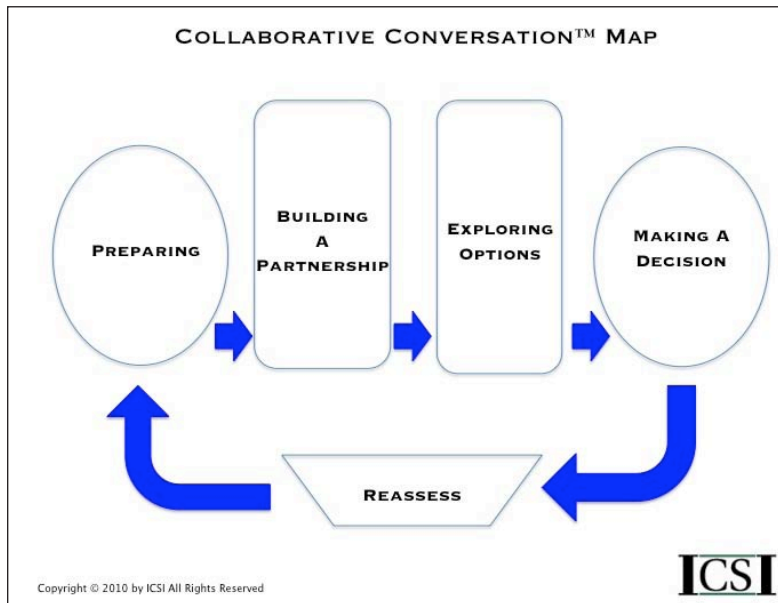 COLLABORATIVE CONVERSATION™ MAP
PREPARING
BUILDING
A
PARTNERSHIP
EXPLORING
OPTIONS
MAKING A
DECISION
REASSESS
Copyright © 2010 by ICSI All Rights Reserved
ICSI